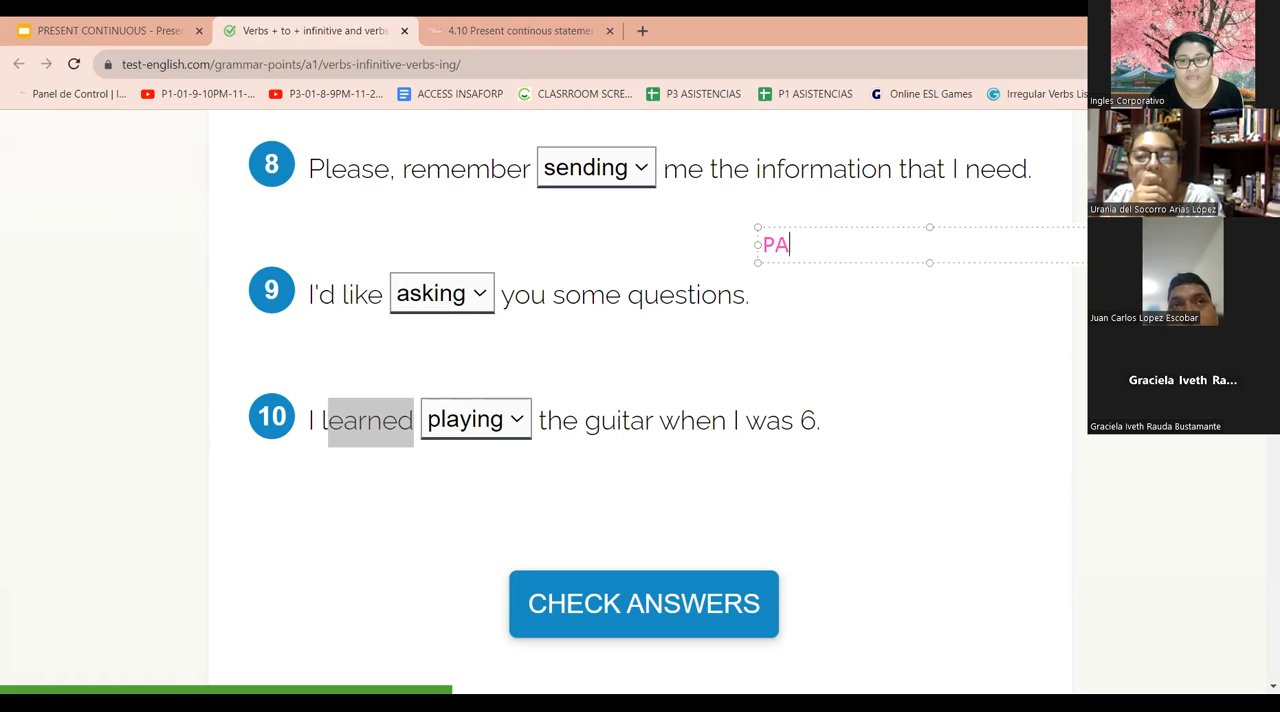 PRESENT CONTINUOUS - Prese
Verbs + to + infinitive and verbs
4.10 Present continous stateme
test-english.com/grammar-points/a1/verbs-infinitive-verbs-ing/
Panel de Control | I...
P1-01-9-10PM-11-...
P3-01-8-9PM-11-2...
ACCESS INSAFORP
CLASRROOM SCRE...
P3 ASISTENCIAS
P1 ASISTENCIAS
Online ESL Games
Irregular Verbs Lis
Ingles Corporativo
Urania del Socorro Arias López
Juan Carlos Lopez Escobar
Graciela Iveth Ra...
Graciela Iveth Rauda Bustamante
8 Please, remember sending me the information that I need.
PA
9 I'd like asking you some questions.
10 I learned playing the guitar when I was 6.
CHECK ANSWERS